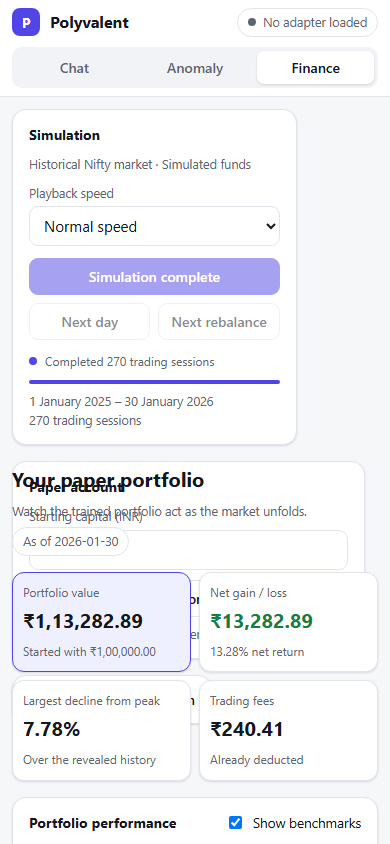 P Polyvalent
No adapter loaded
Chat Anomaly Finance
Simulation
Historical Nifty market · Simulated funds
Playback speed
Normal speed
Simulation complete
Next day Next rebalance
Completed 270 trading sessions
1 January 2025 – 30 January 2026
270 trading sessions
Your paper portfolio
Paper account
Watch the trained portfolio act as the market unfolds.
Starting capital (INR)
As of 2026-01-30
Portfolio value
₹1,13,282.89
Started with ₹1,00,000.00
Net gain / loss
₹13,282.89
13.28% net return
Largest decline from peak
7.78%
Over the revealed history
Trading fees
₹240.41
Already deducted
Portfolio performance
Show benchmarks